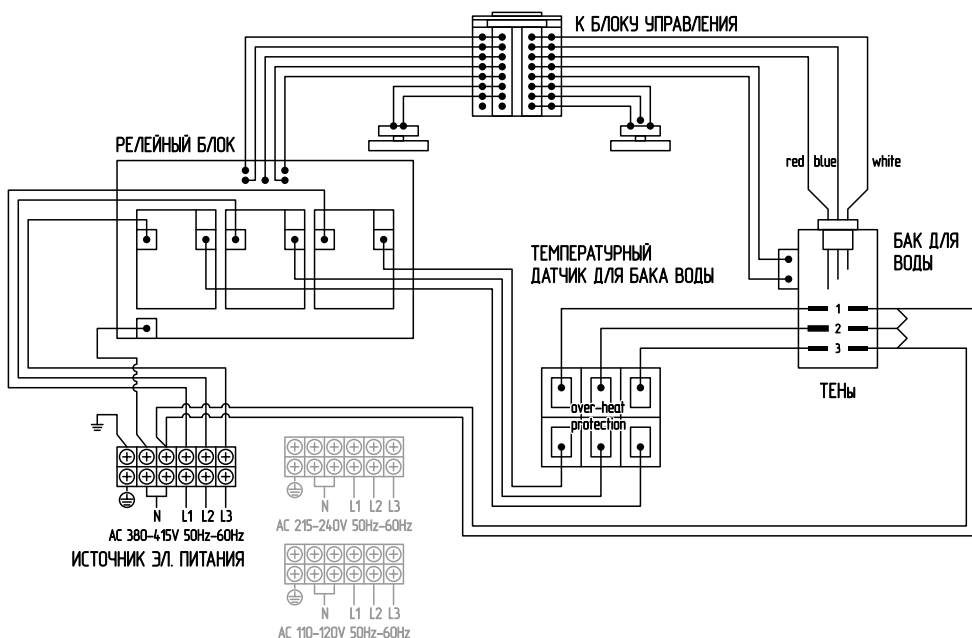 К БЛОКУ УПРАВЛЕНИЯ
РЕЛЕЙНЫЙ БЛОК
red blue white
ТЕМПЕРАТУРНЫЙ
ДАТЧИК ДЛЯ БАКА ВОДЫ
БАК ДЛЯ
ВОДЫ
1
2
3
ТЕНы
over-heat
protection
N L1 L2 L3
AC 380-415V 50Hz-60Hz
ИСТОЧНИК ЭЛ. ПИТАНИЯ
N L1 L2 L3
AC 215-240V 50Hz-60Hz
N L1 L2 L3
AC 110-120V 50Hz-60Hz